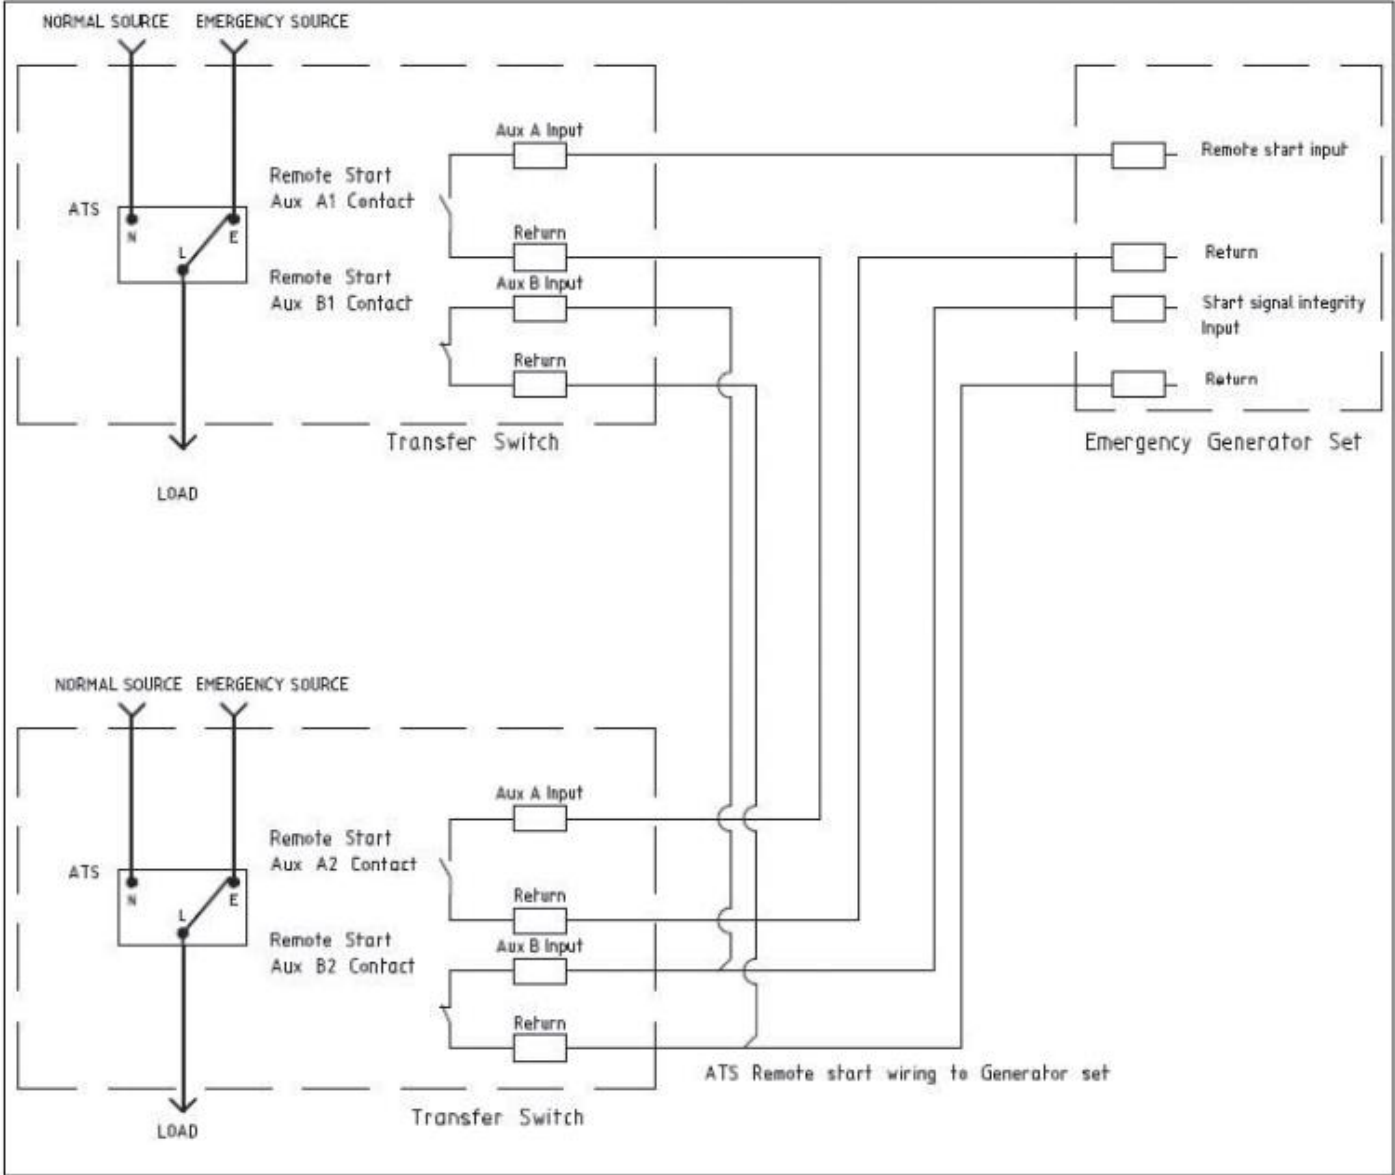 NORMAL SOURCE EMERGENCY SOURCE
Aux A Input
Remote start input
Remote Start
Aux A1 Contact
ATS
N
E
L
Return
Return
Remote Start
Aux B1 Contact
Aux B Input
Start signal integrity
Input
Return
Return
Transfer Switch
Emergency Generator Set
LOAD
NORMAL SOURCE EMERGENCY SOURCE
Aux A Input
Remote Start
Aux A2 Contact
ATS
N
E
L
Return
Remote Start
Aux B2 Contact
Aux B Input
Return
ATS Remote start wiring to Generator set
Transfer Switch
LOAD